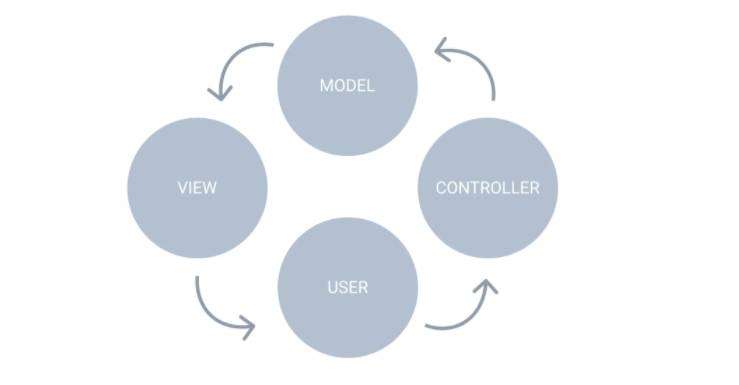 MODEL
VIEW
CONTROLLER
USER